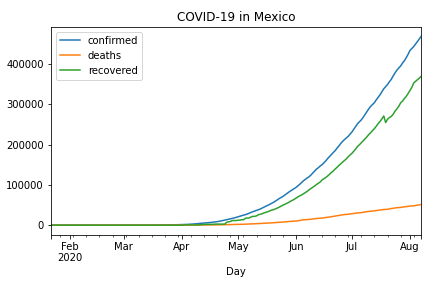 COVID-19 in Mexico
confirmed
deaths
recovered
400000
300000
200000
100000
0
Feb Mar Apr May Jun Jul Aug
2020
Day